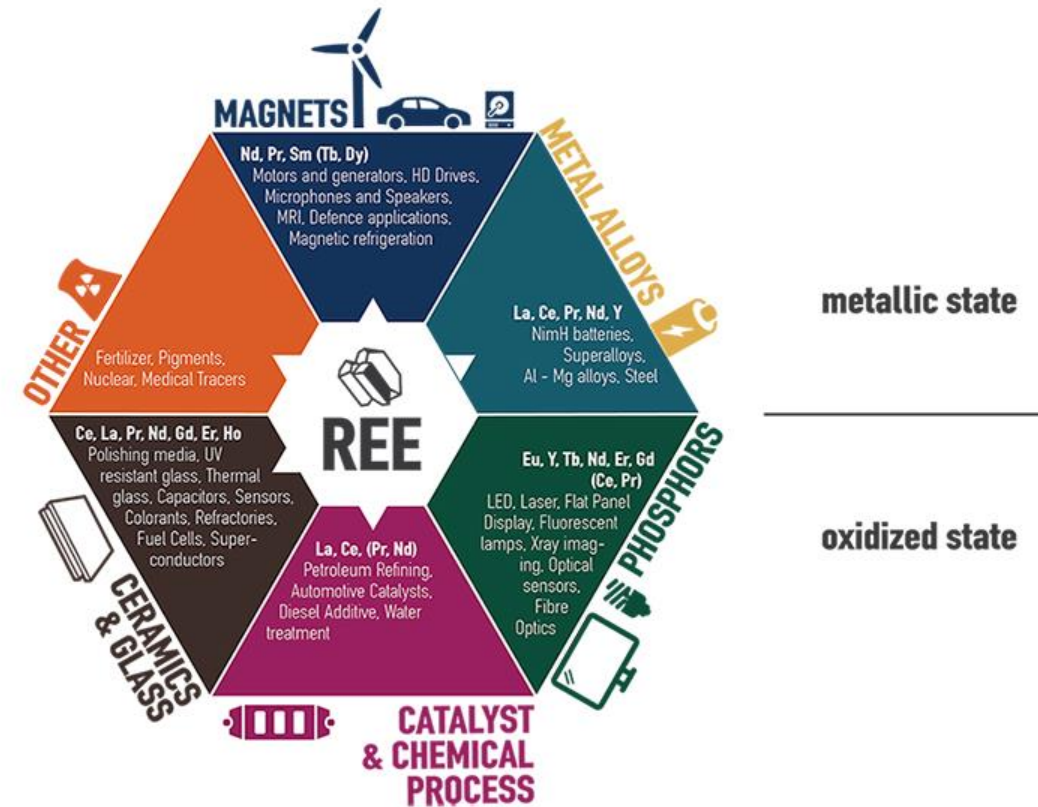 MAGNETS
Nd, Pr, Sm (Tb, Dy)
Motors and generators, HD Drives,
Microphones and Speakers,
MRI, Defence applications,
Magnetic refrigeration
METAL ALLOYS
La, Ce, Pr, Nd, Y
NimH batteries,
Superalloys,
Al - Mg alloys, Steel
metallic state
OTHER
Fertilizer, Pigments,
Nuclear, Medical Tracers
REE
Ce, La, Pr, Nd, Gd, Er, Ho
Polishing media, UV
resistant glass, Thermal
glass, Capacitors, Sensors,
Colorants, Refractories,
Fuel Cells, Super-
conductors
CERAMICS
& GLASS
Eu, Y, Tb, Nd, Er, Gd
(Ce, Pr)
LED, Laser, Flat Panel
Display, Fluorescent
lamps, Xray imag-
ing, Optical
sensors,
Fibre
Optics
PHOSPHORS
oxidized state
La, Ce, (Pr, Nd)
Petroleum Refining,
Automotive Catalysts,
Diesel Additive, Water
treatment
CATALYST
& CHEMICAL
PROCESS